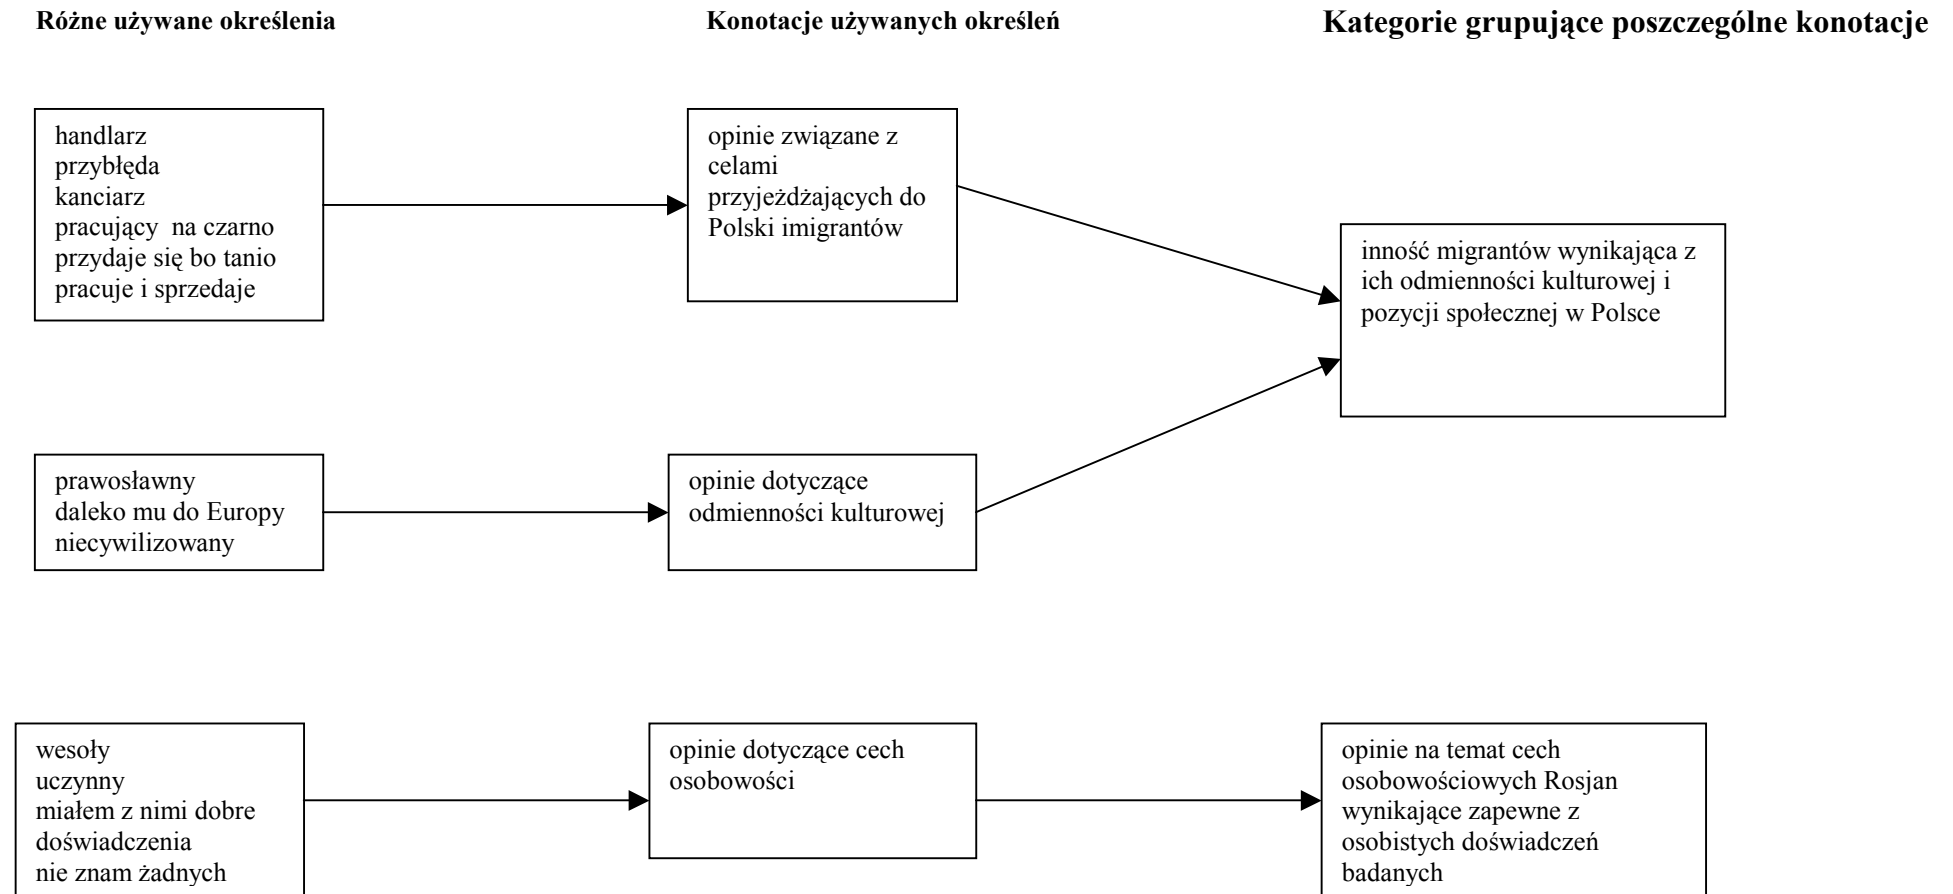 Różne używane określenia
Konotacje używanych określeń
Kategorie grupujące poszczególne konotacje
handlarz
przybłęda
kanciarz
pracujący na czarno
przydaje się bo tanio
pracuje i sprzedaje
opinie związane z
celami
przyjeżdżających do
Polski imigrantów
inność migrantów wynikająca z
ich odmienności kulturowej i
pozycji społecznej w Polsce
prawosławny
daleko mu do Europy
niecywilizowany
opinie dotyczące
odmienności kulturowej
wesoły
uczynny
miałem z nimi dobre
doświadczenia
nie znam żadnych
opinie dotyczące cech
osobowości
opinie na temat cech
osobowościowych Rosjan
wynikające zapewne z
osobistych doświadczeń
badanych